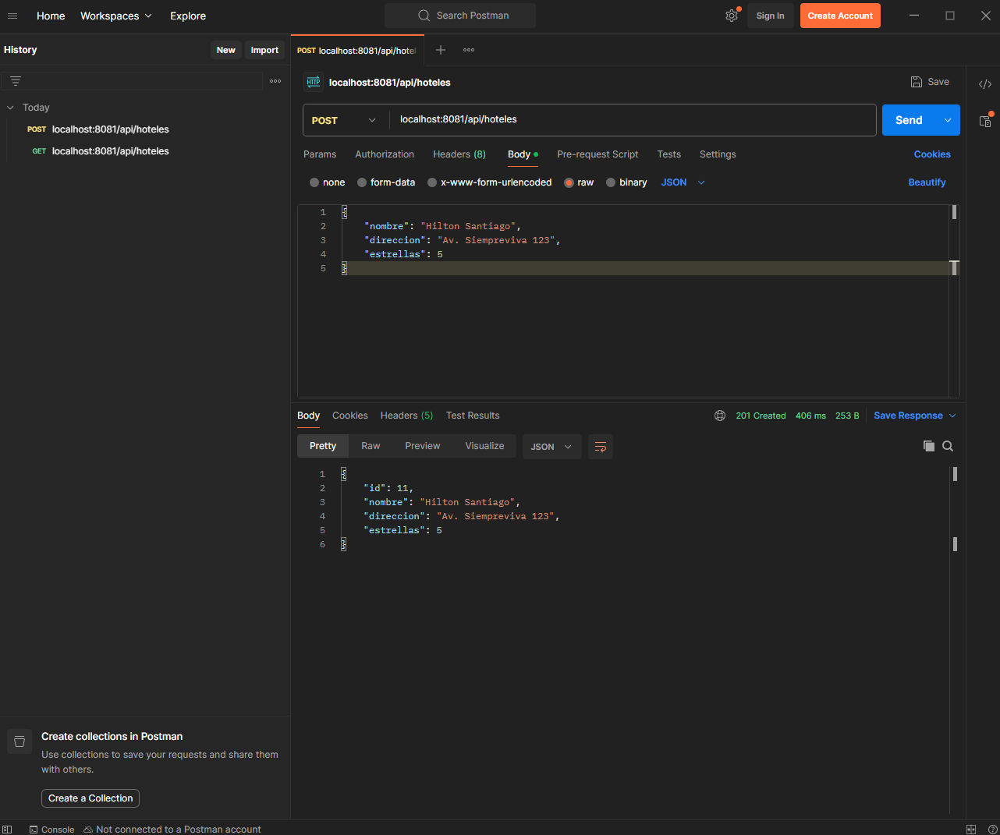 Home Workspaces Explore Search Postman Sign In Create Account
History New Import
POST localhost:8081/api/hote
HTTP localhost:8081/api/hoteles Save
Today
POST localhost:8081/api/hoteles
GET localhost:8081/api/hoteles
POST localhost:8081/api/hoteles Send
Params Authorization Headers (8) Body Pre-request Script Tests Settings Cookies
none form-data x-www-form-urlencoded raw binary JSON Beautify
1 {
2 "nombre": "Hilton Santiago",
3 "direccion": "Av. Siempreviva 123",
4 "estrellas": 5
5 }
Body Cookies Headers (5) Test Results 201 Created 406 ms 253 B Save Response
Pretty Raw Preview Visualize JSON
1 {
2 "id": 11,
3 "nombre": "Hilton Santiago",
4 "direccion": "Av. Siempreviva 123",
5 "estrellas": 5
6 }
Create collections in Postman
Use collections to save your requests and share them
with others.
Create a Collection
Console Not connected to a Postman account